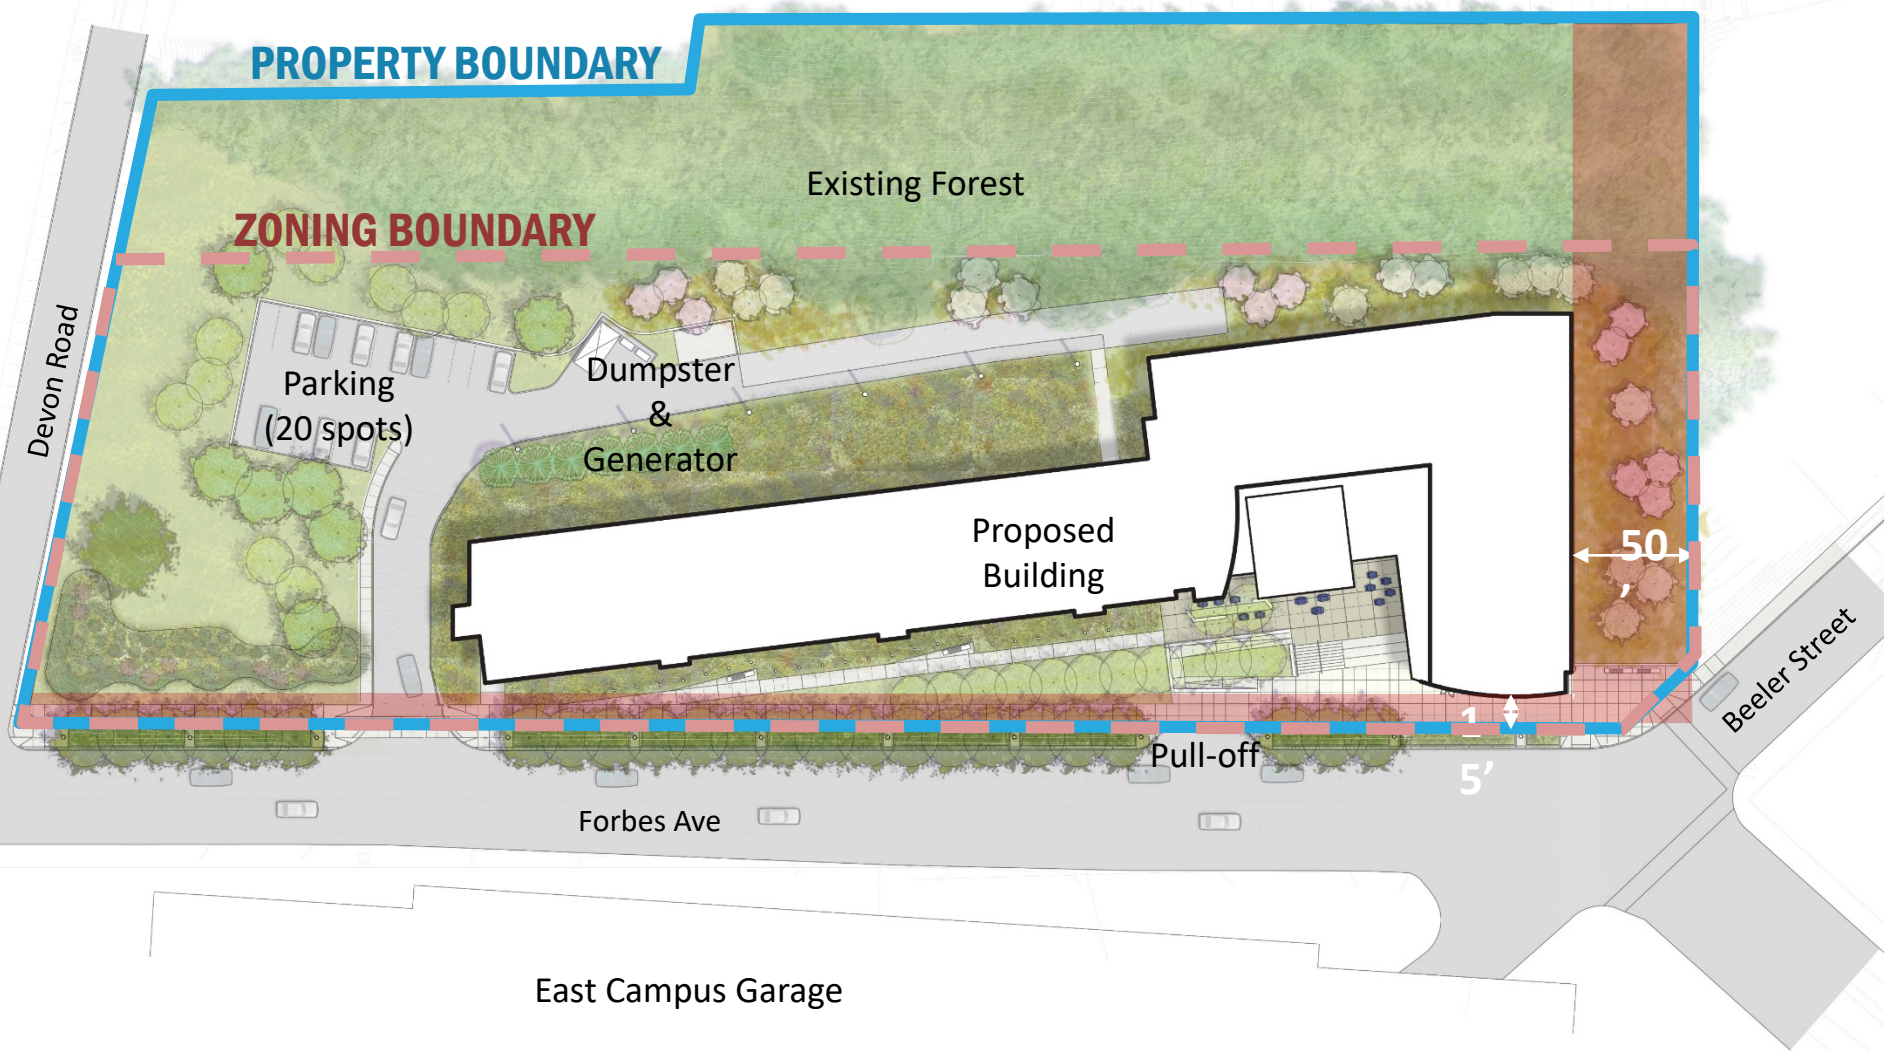 PROPERTY BOUNDARY
Existing Forest
ZONING BOUNDARY
Devon Road
Parking
(20 spots)
Dumpster
&
Generator
Proposed
Building
50
’
Beeler Street
1
5’
Pull-off
Forbes Ave
East Campus Garage